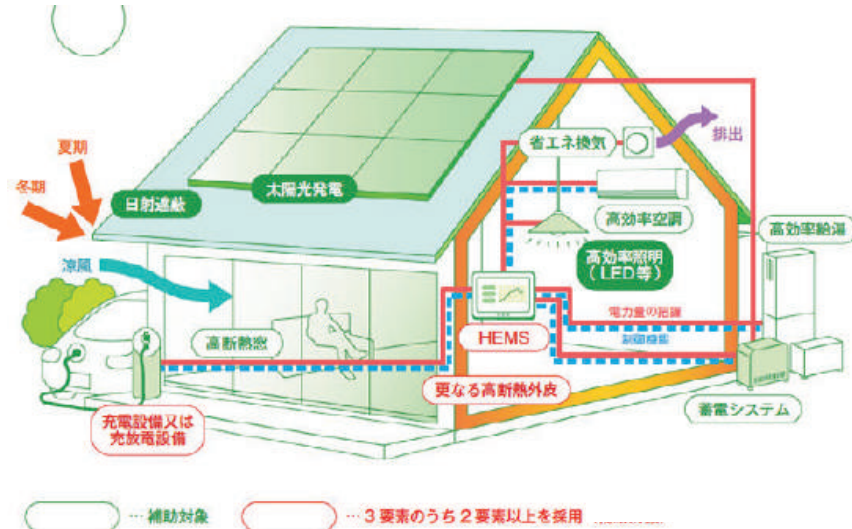 夏期
冬期
日射遮蔽
太陽光発電
省エネ換気
排出
高効率空調
高効率照明
(LED等)
高効率給湯
涼風
高断熱窓
HEMS
電力量の把握
制御機能
更なる高断熱外皮
蓄電システム
充電設備又は
充放電設備
…補助対象
…3要素のうち2要素以上を採用